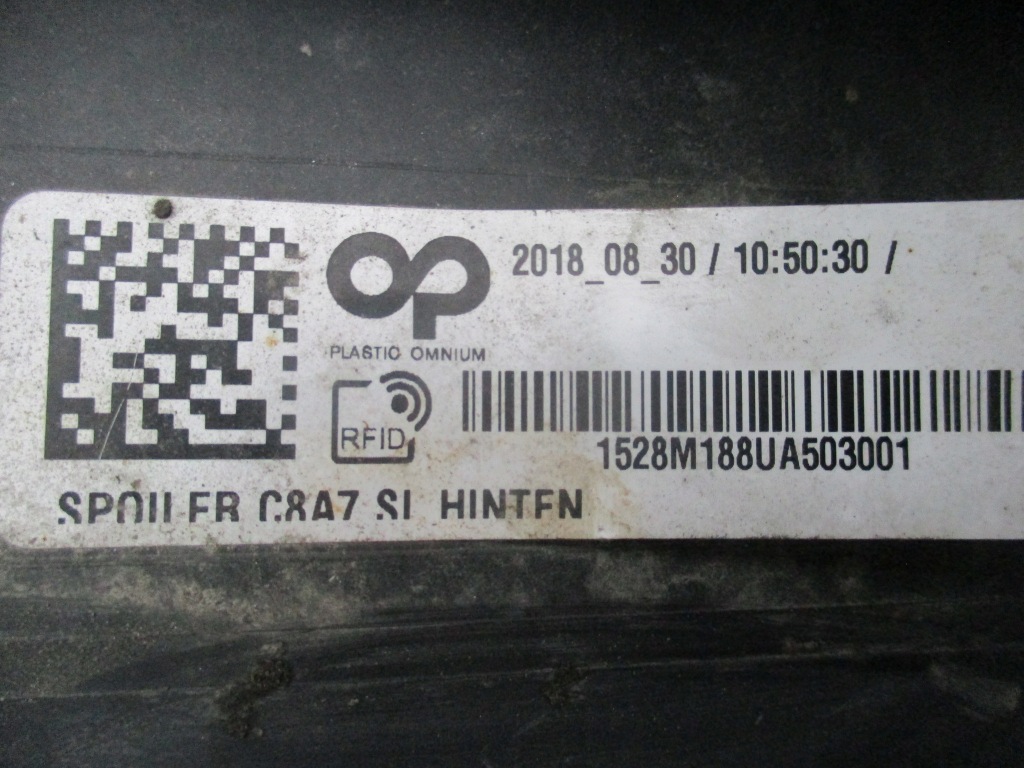 2018_08_30 / 10:50:30 /
PLASTIC OMNIUM
RFID
1528M188UA503001
SPOILER C8A7 SL HINTEN